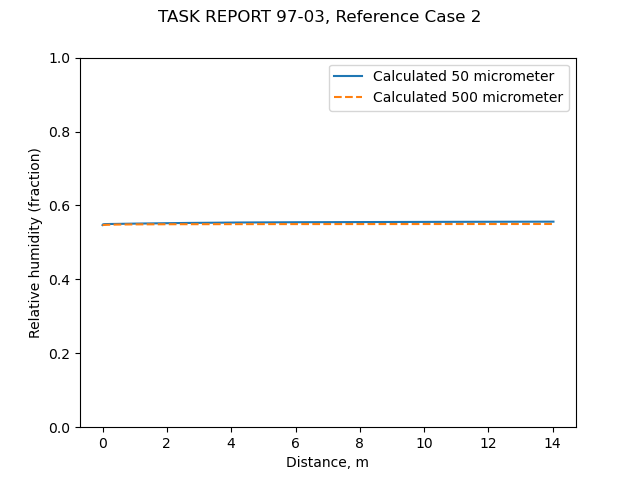 TASK REPORT 97-03, Reference Case 2
1.0
Calculated 50 micrometer
Calculated 500 micrometer
0.8
0.6
0.4
0.2
0.0
Relative humidity (fraction)
0 2 4 6 8 10 12 14
Distance, m